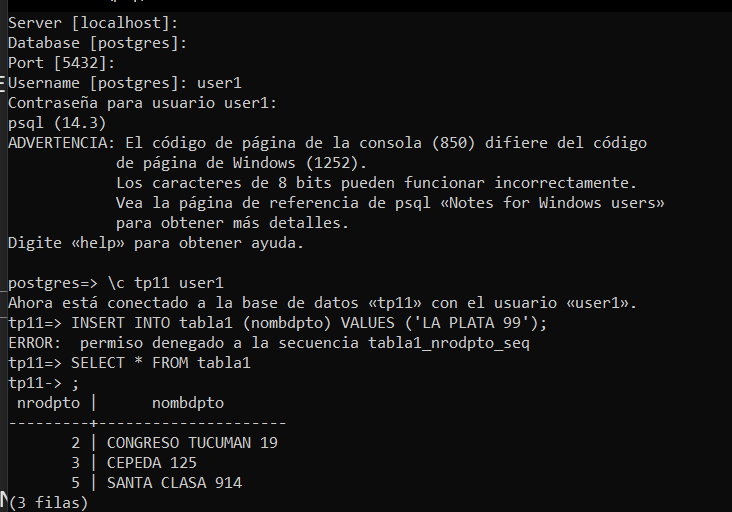 Server [localhost]:
Database [postgres]:
Port [5432]:
Username [postgres]: user1
Contraseña para usuario user1:
psql (14.3)
ADVERTENCIA: El código de página de la consola (850) difiere del código
            de página de Windows (1252).
            Los caracteres de 8 bits pueden funcionar incorrectamente.
            Vea la página de referencia de psql «Notes for Windows users»
            para obtener más detalles.
Digite «help» para obtener ayuda.

postgres=> \c tp11 user1
Ahora está conectado a la base de datos «tp11» con el usuario «user1».
tp11=> INSERT INTO tabla1 (nombdpto) VALUES ('LA PLATA 99');
ERROR:  permiso denegado a la secuencia tabla1_nrodpto_seq
tp11=> SELECT * FROM tabla1
tp11-> ;
 nrodpto |      nombdpto
---------+---------------------
       2 | CONGRESO TUCUMAN 19
       3 | CEPEDA 125
       5 | SANTA CLASA 914
(3 filas)